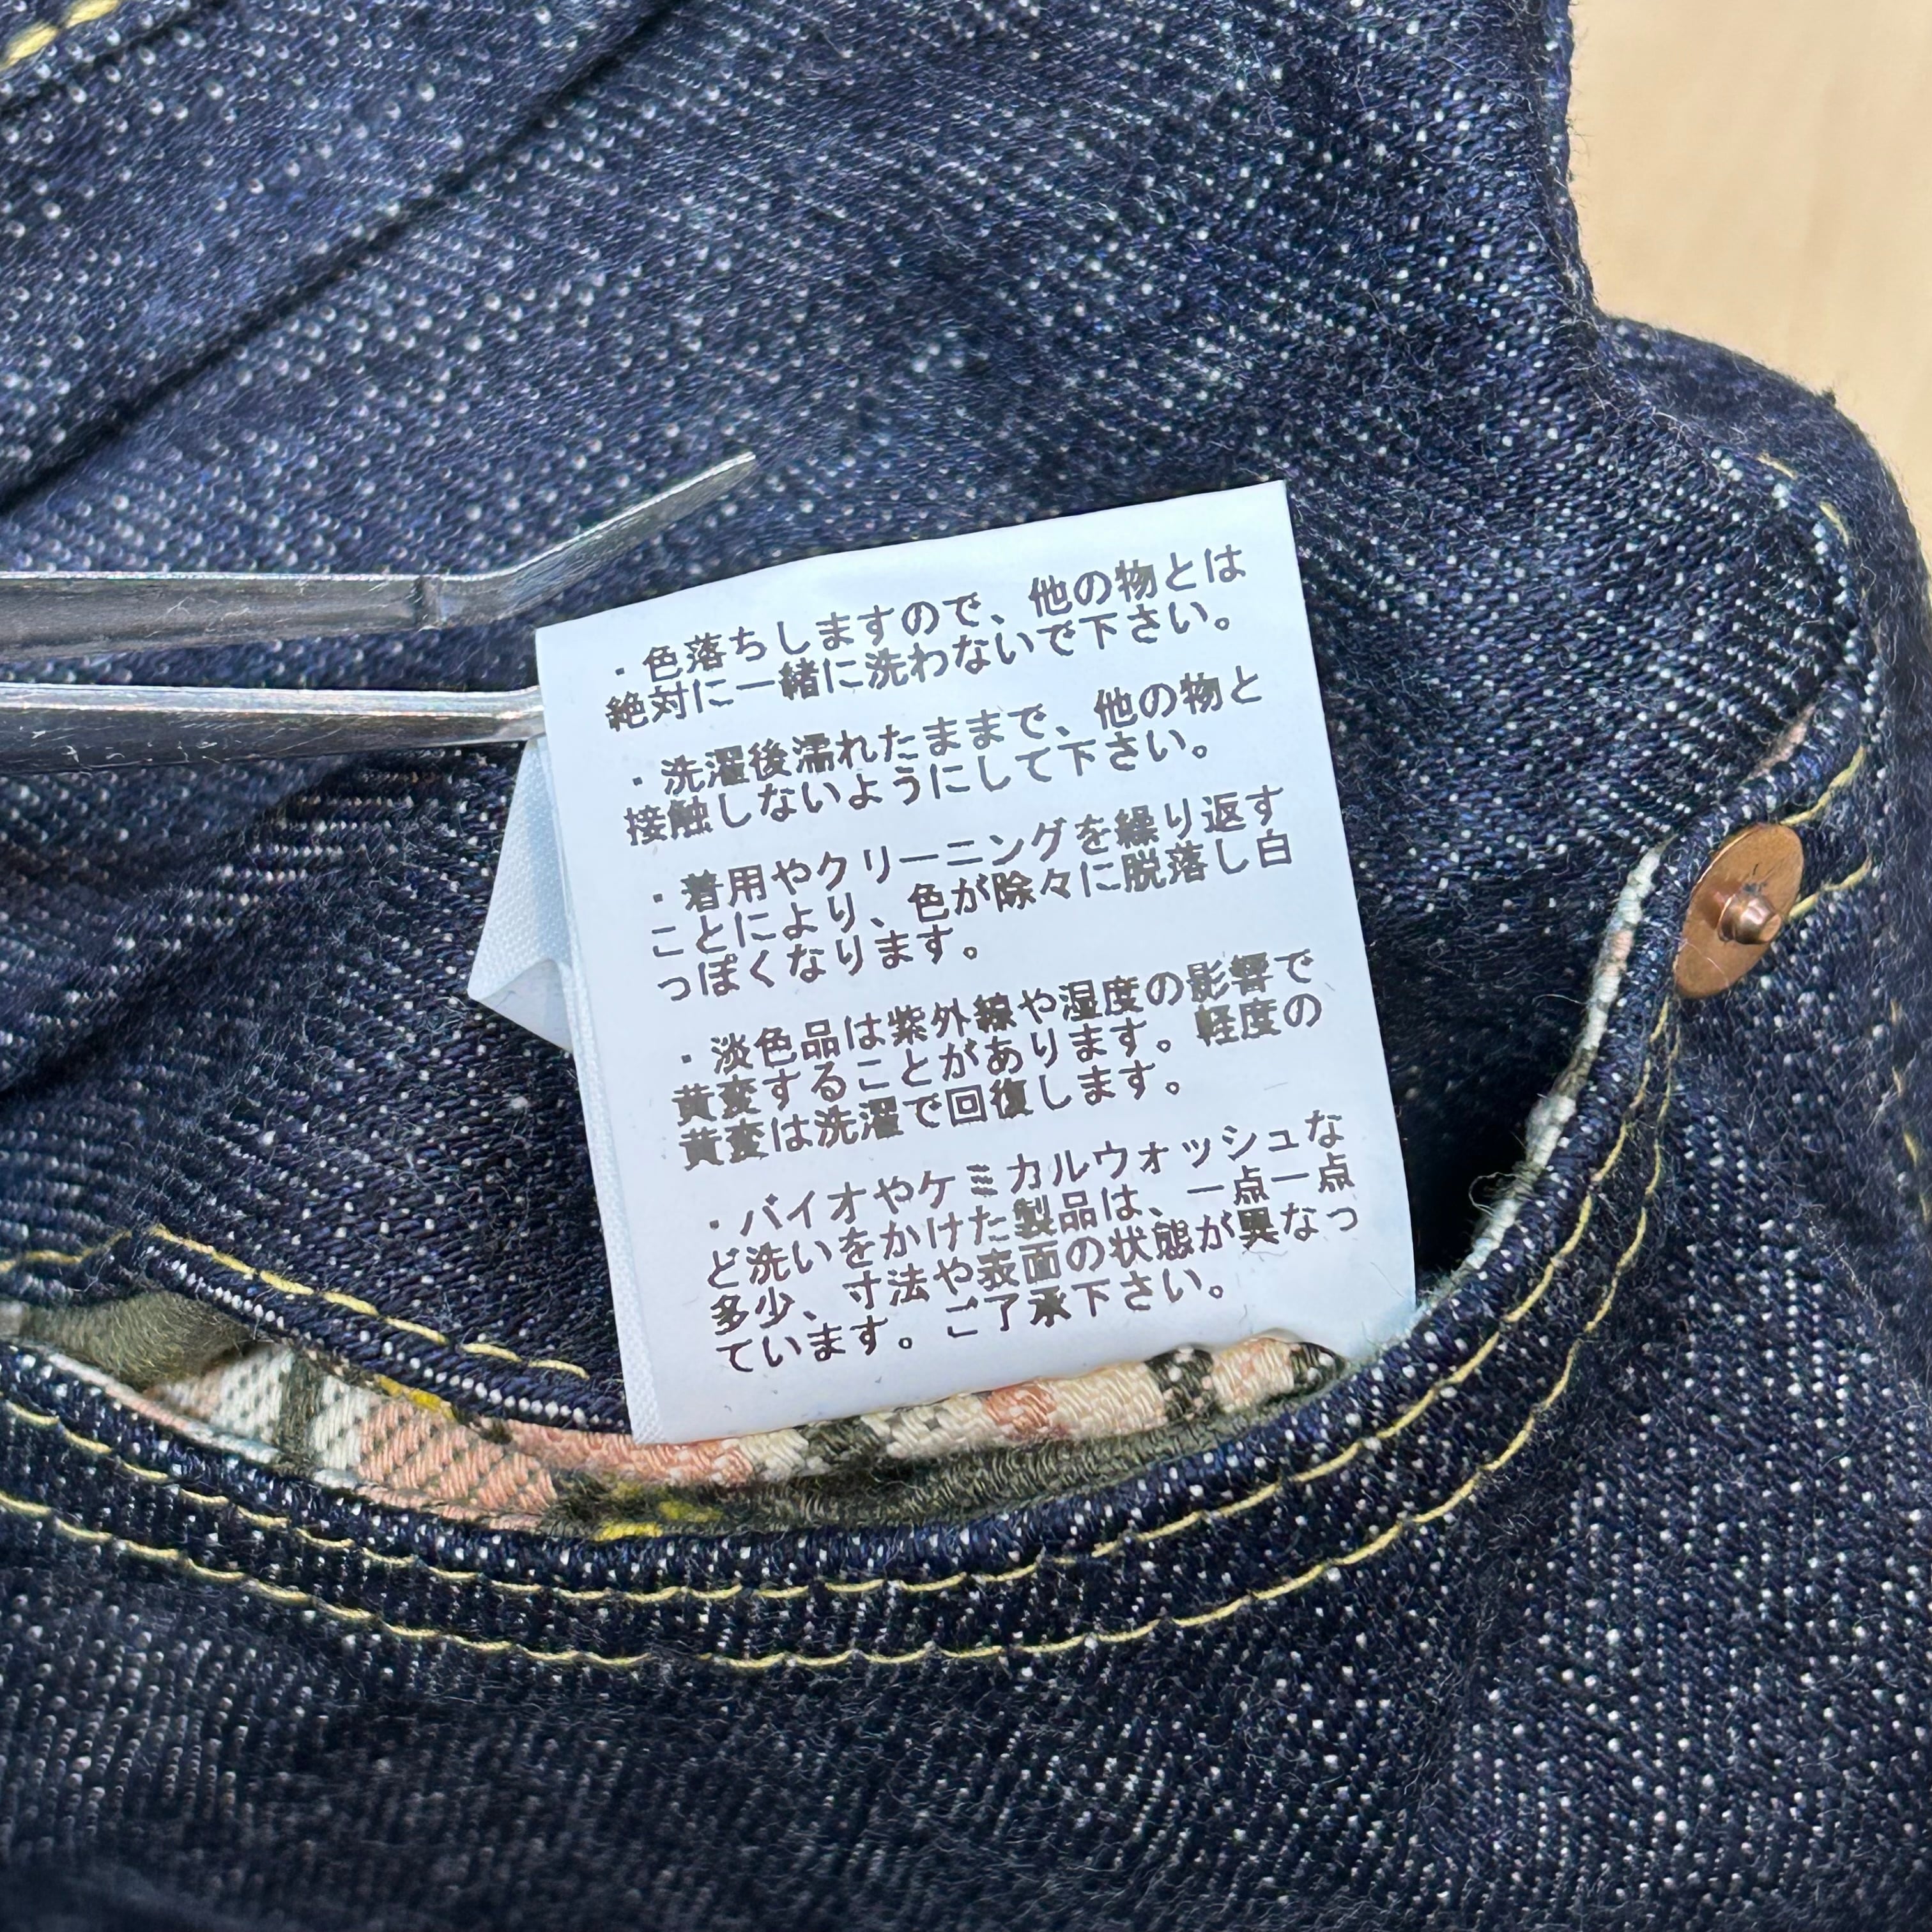 ・色落ちしますので、他の物とは
絶対に一緒に洗わないで下さい。
・洗濯後濡れたままで、他の物と
接触しないようにして下さい。
・着用やクリーニングを繰り返す
ことにより、色が除々に脱落し白
っぽくなります。
・淡色品は紫外線や湿度の影響で
黄変することがあります。軽度の
黄変は洗濯で回復します。
・バイオやケミカルウォッシュな
ど洗いをかけた製品は、一点一点
多少、寸法や表面の状態が異なっ
ています。ご了承下さい。